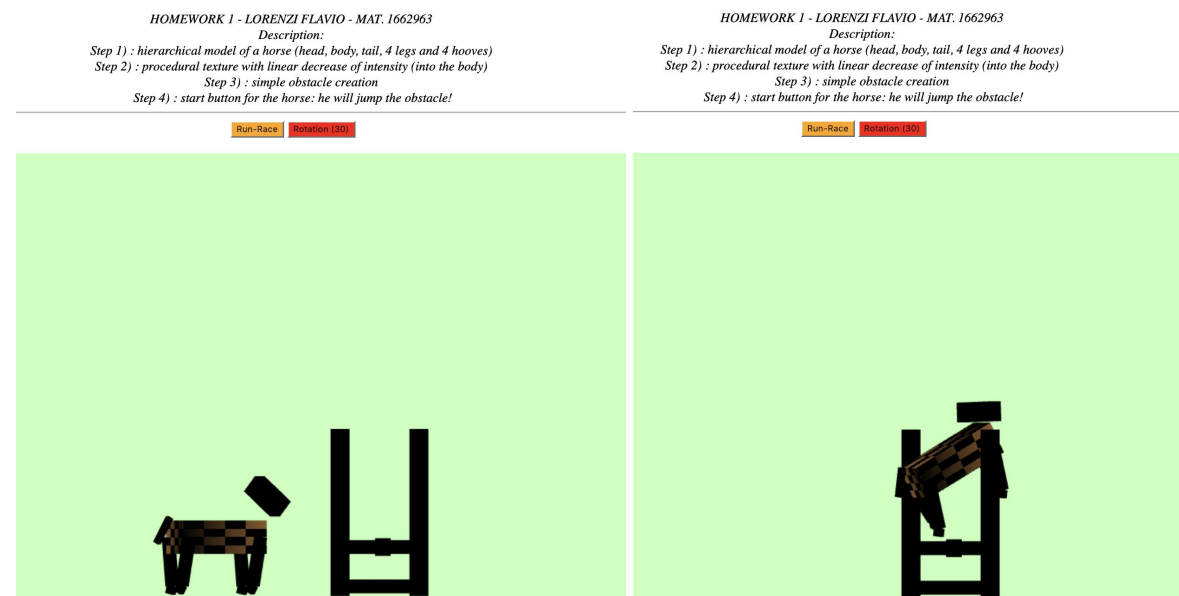 HOMEWORK 1 - LORENZI FLAVIO - MAT. 1662963
Description:
Step 1) : hierarchical model of a horse (head, body, tail, 4 legs and 4 hooves)
Step 2) : procedural texture with linear decrease of intensity (into the body)
Step 3) : simple obstacle creation
Step 4) : start button for the horse: he will jump the obstacle!
Run-Race Rotation (30)
HOMEWORK 1 - LORENZI FLAVIO - MAT. 1662963
Description:
Step 1) : hierarchical model of a horse (head, body, tail, 4 legs and 4 hooves)
Step 2) : procedural texture with linear decrease of intensity (into the body)
Step 3) : simple obstacle creation
Step 4) : start button for the horse: he will jump the obstacle!
Run-Race Rotation (30)